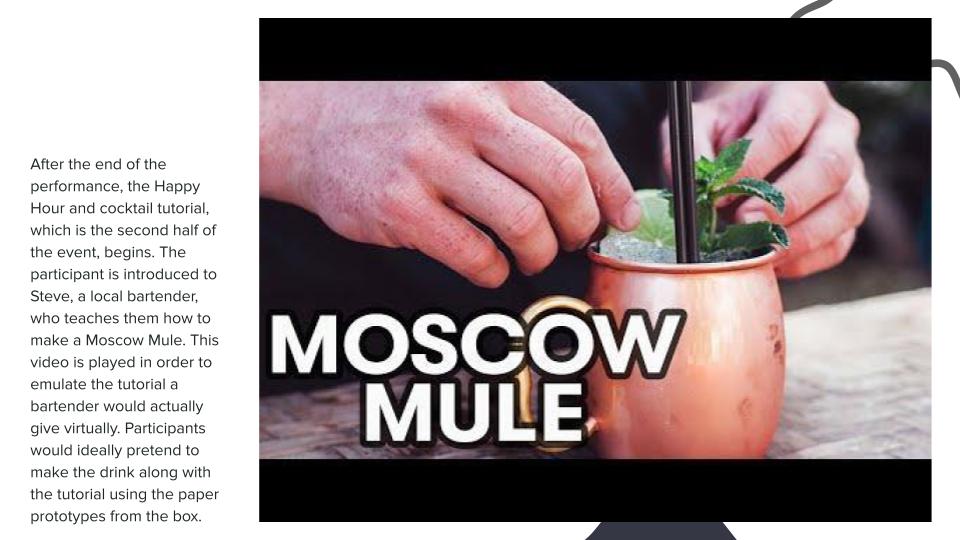 After the end of the
performance, the Happy
Hour and cocktail tutorial,
which is the second half of
the event, begins. The
participant is introduced to
Steve, a local bartender,
who teaches them how to
make a Moscow Mule. This
video is played in order to
emulate the tutorial a
bartender would actually
give virtually. Participants
would ideally pretend to
make the drink along with
the tutorial using the paper
prototypes from the box.
MOSCOW
MULE